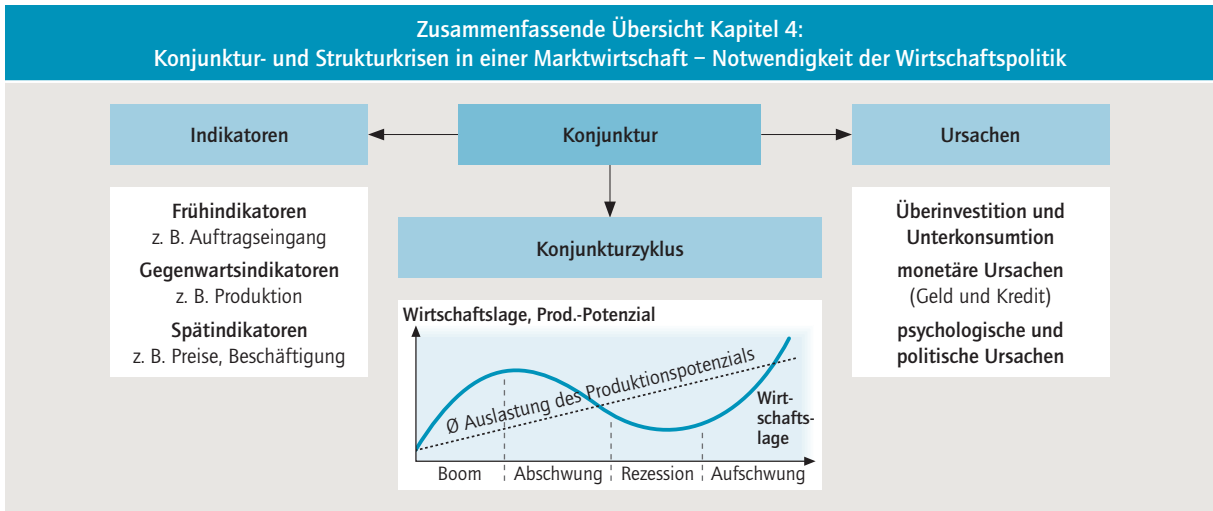 Zusammenfassende Übersicht Kapitel 4:
Konjunktur- und Strukturkrisen in einer Marktwirtschaft – Notwendigkeit der Wirtschaftspolitik
Indikatoren
Konjunktur
Ursachen
Frühindikatoren
z. B. Auftragseingang
Gegenwartsindikatoren
z. B. Produktion
Spätindikatoren
z. B. Preise, Beschäftigung
Konjunkturzyklus
Wirtschaftslage, Prod.-Potenzial
Ø Auslastung des Produktionspotenzials
Wirt-
schafts-
lage
Boom
Abschwung
Rezession
Aufschwung
Überinvestition und
Unterkonsumtion
monetäre Ursachen
(Geld und Kredit)
psychologische und
politische Ursachen